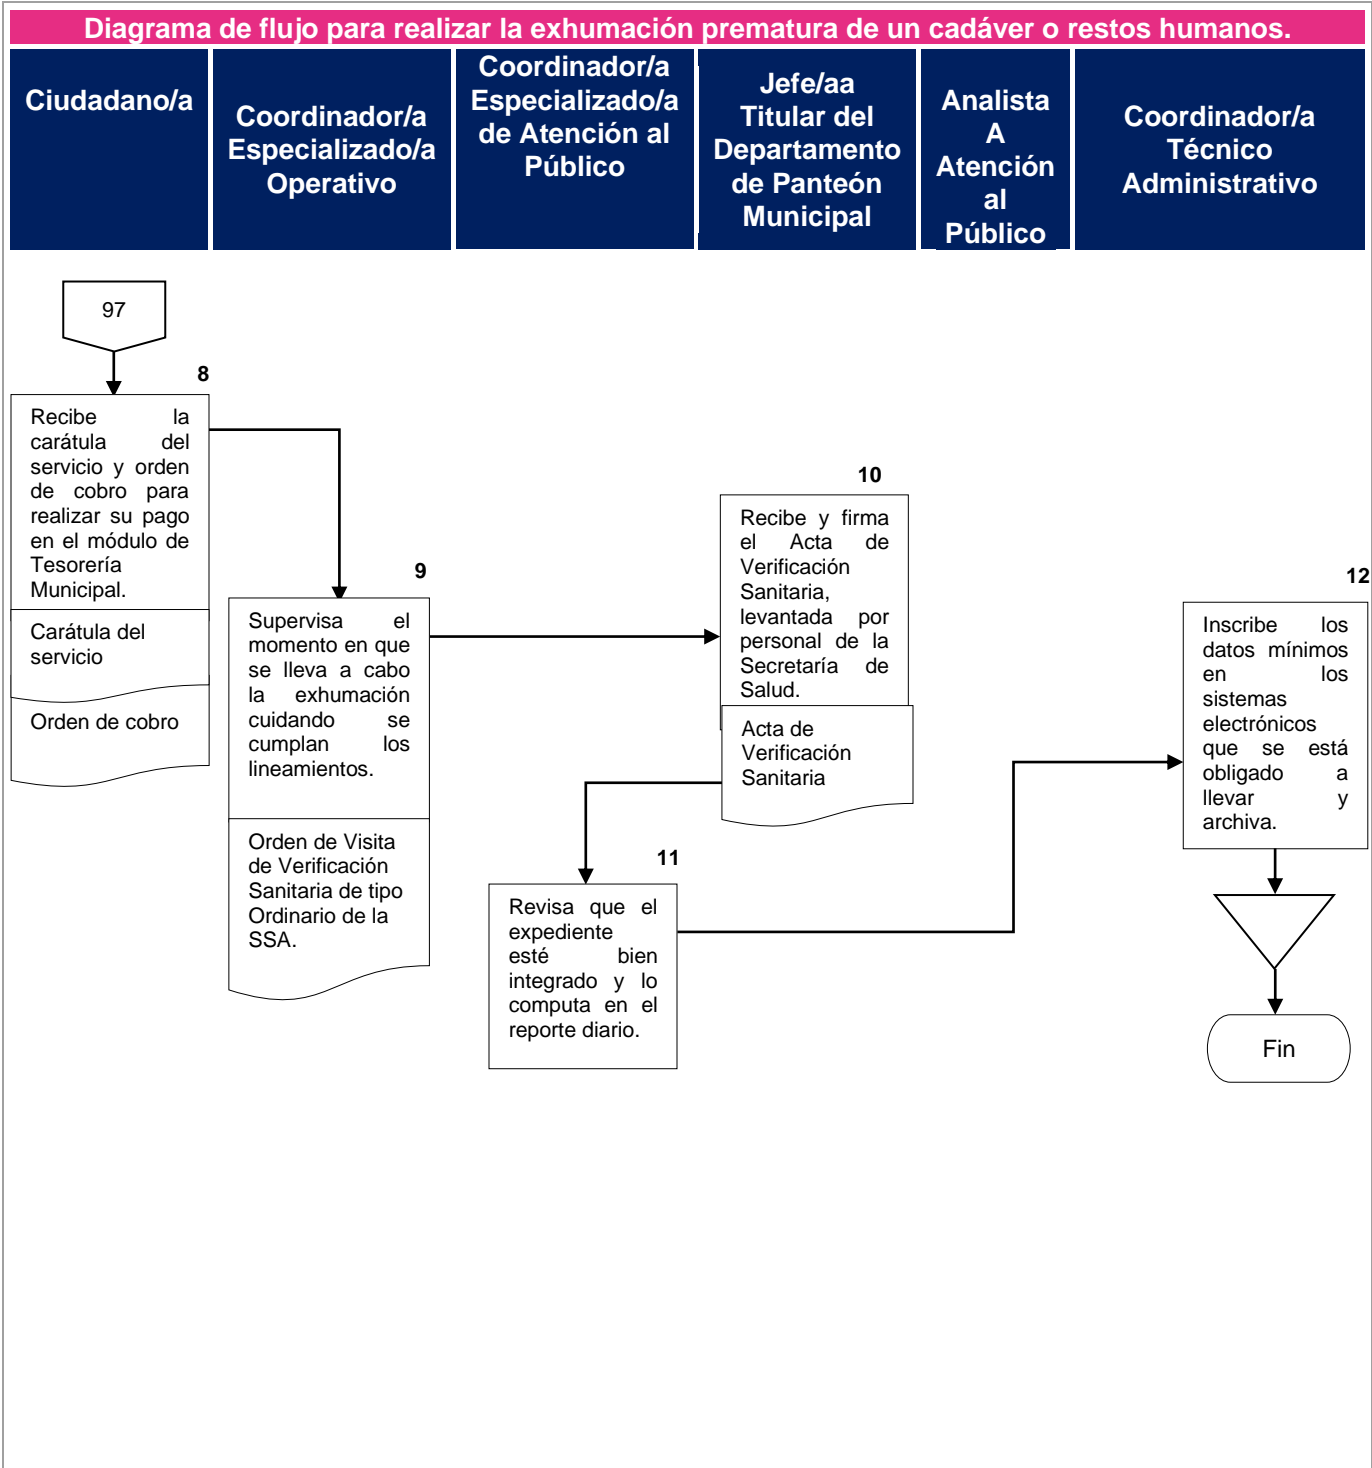 Diagrama de flujo para realizar la exhumación prematura de un cadáver o restos humanos.
Ciudadano/a
Coordinador/a
Especializado/a
Operativo
Coordinador/a
Especializado/a
de Atención al
Público
Jefe/aa
Titular del
Departamento
de Panteón
Municipal
Analista
A
Atención
al
Público
Coordinador/a
Técnico
Administrativo
97
8
Recibe la
carátula del
servicio y orden
de cobro para
realizar su pago
en el módulo de
Tesorería
Municipal.
Carátula del
servicio
Orden de cobro
9
Supervisa el
momento en que
se lleva a cabo
la exhumación
cuidando se
cumplan los
lineamientos.
Orden de Visita
de Verificación
Sanitaria de tipo
Ordinario de la
SSA.
10
Recibe y firma
el Acta de
Verificación
Sanitaria,
levantada por
personal de la
Secretaría de
Salud.
Acta de
Verificación
Sanitaria
11
Revisa que el
expediente
esté bien
integrado y lo
computa en el
reporte diario.
12
Inscribe los
datos mínimos
en los
sistemas
electrónicos
que se está
obligado a
llevar y
archiva.
Fin